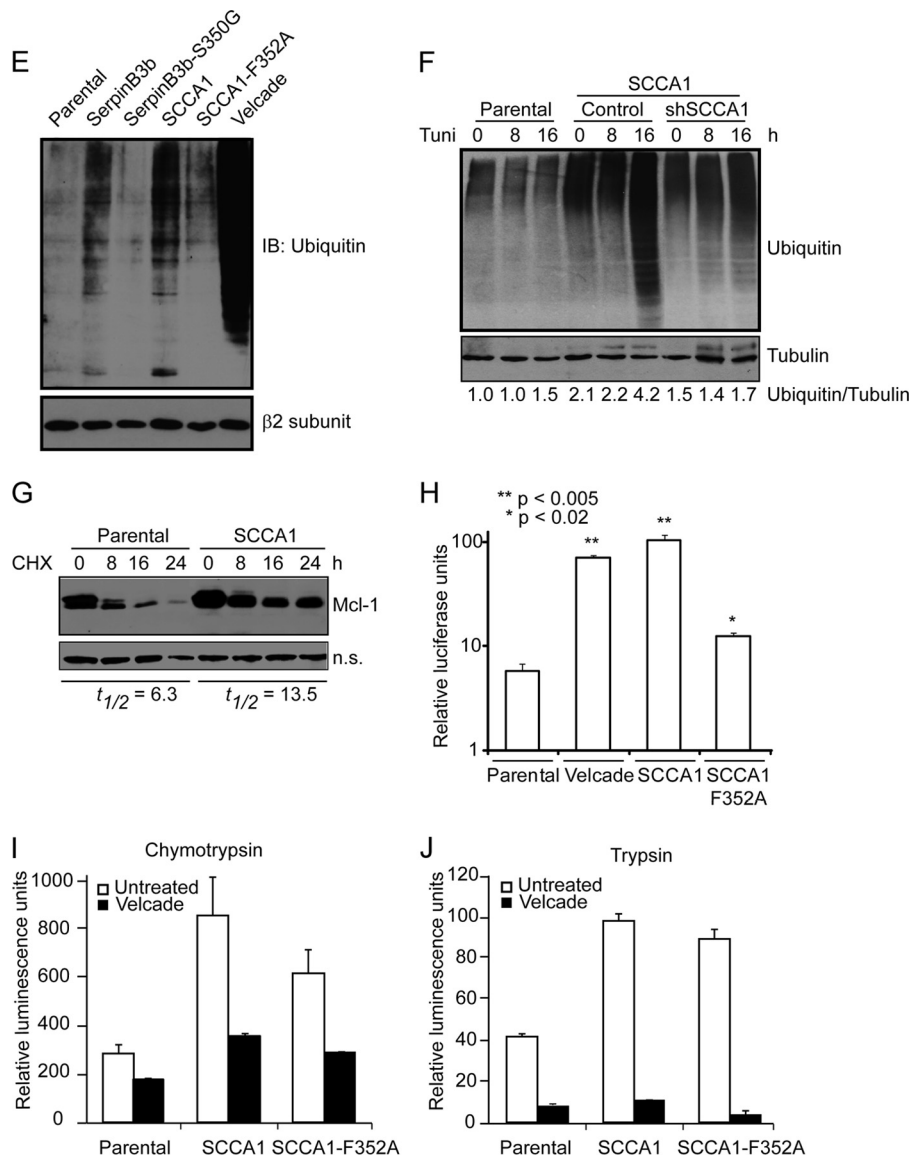 E
Parental
SerpinB3b
SerpinB3b-S350G
SCCA1
SCCA1-F352A
Velcade
IB: Ubiquitin
β2 subunit
F
SCCA1
Parental Control shSCCA1
Tuni 0 8 16 0 8 16 0 8 16 h
Ubiquitin
Tubulin
1.0 1.0 1.5 2.1 2.2 4.2 1.5 1.4 1.7 Ubiquitin/Tubulin
G
Parental SCCA1
CHX 0 8 16 24 0 8 16 24 h
Mcl-1
n.s.
t1/2 = 6.3 t1/2 = 13.5
H
** p < 0.005
* p < 0.02
Relative luciferase units
100
10
1
**
**
*
Parental Velcade SCCA1 SCCA1
F352A
I
Chymotrypsin
Untreated
Velcade
Relative luminescence units
1000
800
600
400
200
0
Parental SCCA1 SCCA1-F352A
J
Trypsin
Untreated
Velcade
Relative luminescence units
120
100
80
60
40
20
0
Parental SCCA1 SCCA1-F352A